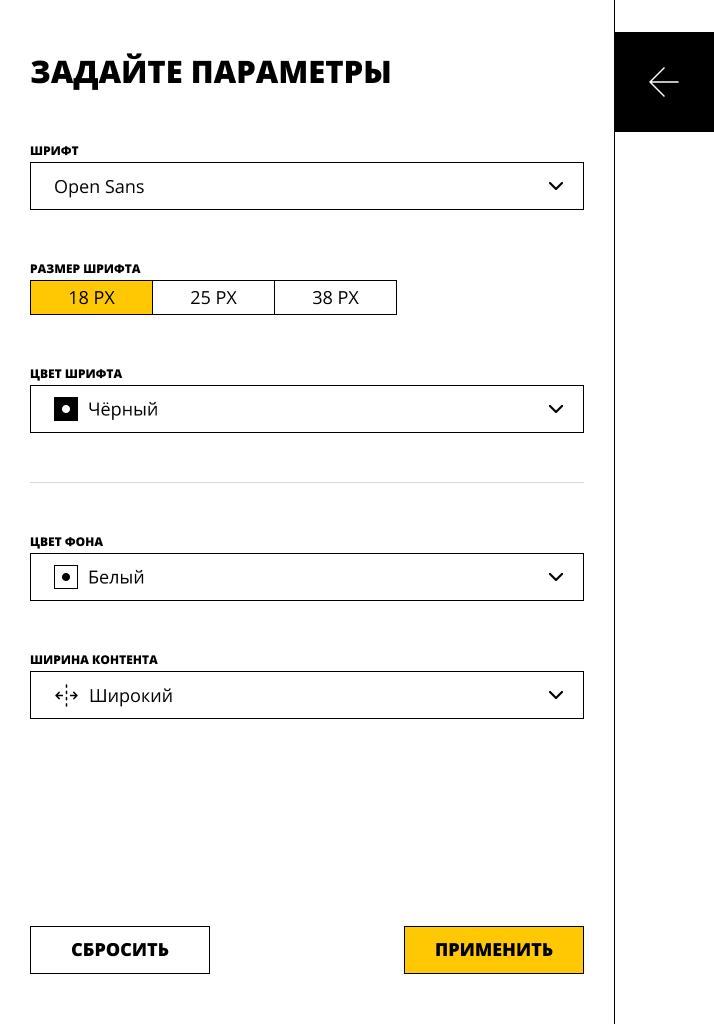 ЗАДАЙТЕ ПАРАМЕТРЫ
ШРИФТ
Open Sans
РАЗМЕР ШРИФТА
18 PX 25 PX 38 PX
ЦВЕТ ШРИФТА
Чёрный
ЦВЕТ ФОНА
Белый
ШИРИНА КОНТЕНТА
Широкий
СБРОСИТЬ ПРИМЕНИТЬ